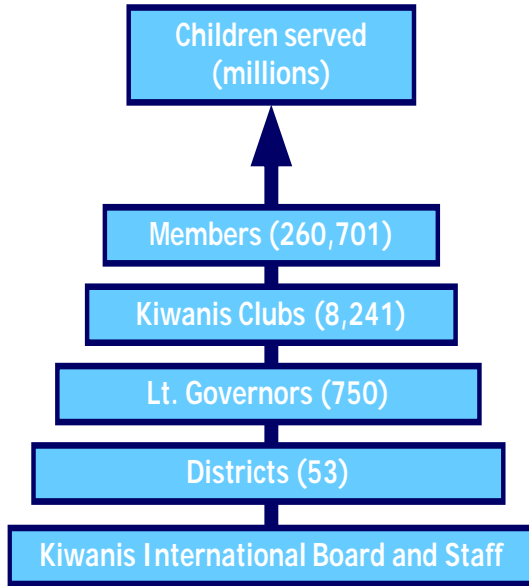 Children served
(millions)
Members (260,701)
Kiwanis Clubs (8,241)
Lt. Governors (750)
Districts (53)
Kiwanis International Board and Staff